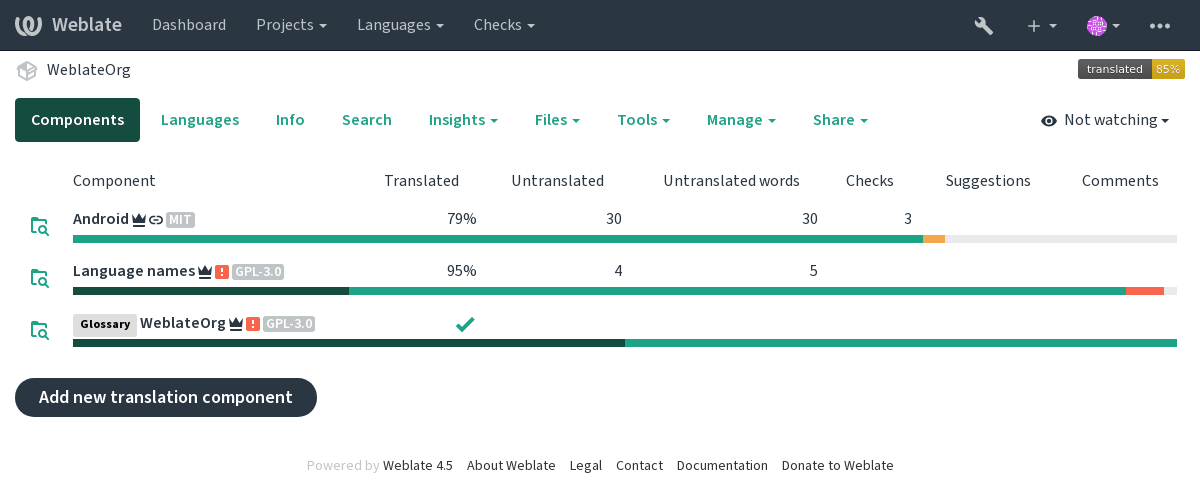 Weblate Dashboard Projects Languages Checks
WeblateOrg translated 85%
Components Languages Info Search Insights Files Tools Manage Share Not watching
Component Translated Untranslated Untranslated words Checks Suggestions Comments
Android MIT 79% 30 30 3
Language names GPL-3.0 95% 4 5
Glossary WeblateOrg GPL-3.0
Add new translation component
Powered by Weblate 4.5 About Weblate Legal Contact Documentation Donate to Weblate